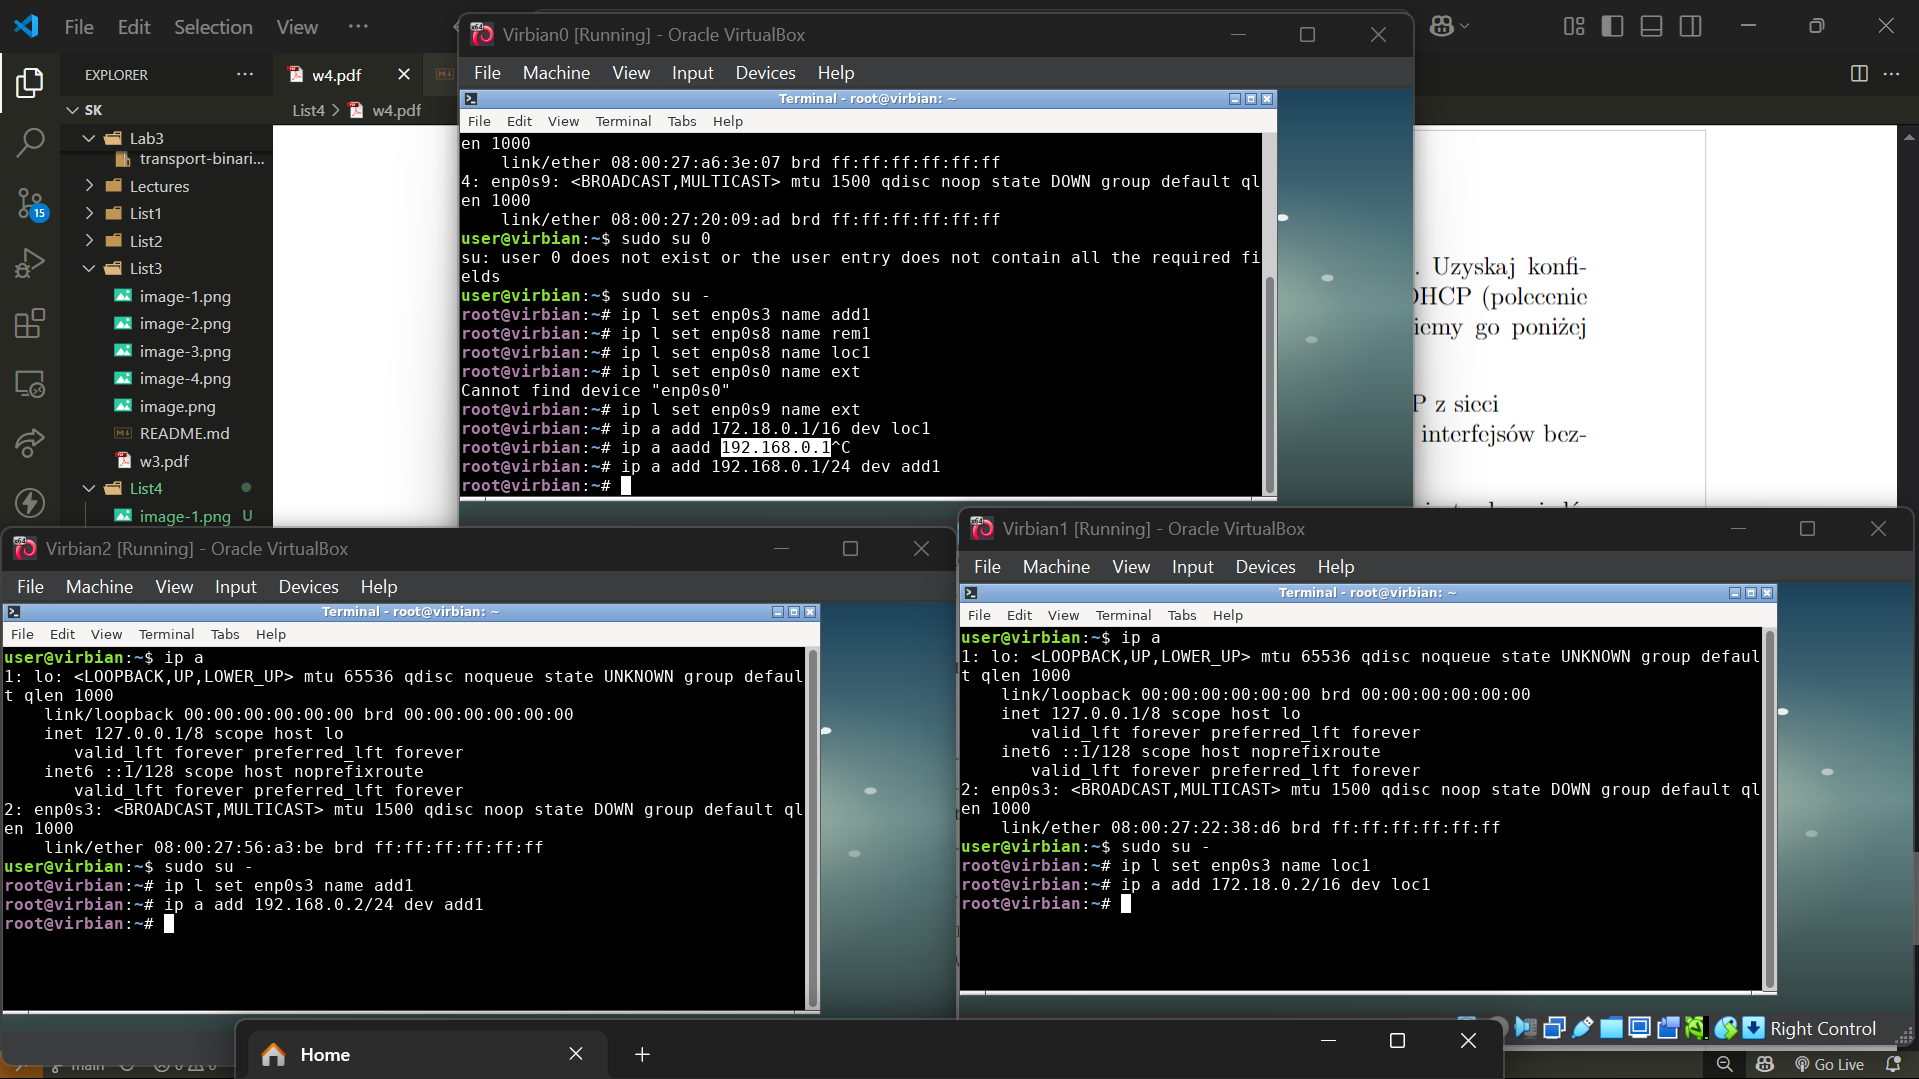 File Edit Selection View ···
EXPLORER ···
SK
Lab3
transport-binari...
Lectures
List1
List2
List3
image-1.png
image-2.png
image-3.png
image-4.png
image.png
README.md
w3.pdf
List4
image-1.png U
15
w4.pdf
List4 > w4.pdf
. Uzyskaj konfi-
DHCP (polecenie
iemy go poniżej
P z sieci
interfejsów bez-
Virbian0 [Running] - Oracle VirtualBox
File Machine View Input Devices Help
Terminal - root@virbian: ~
File Edit View Terminal Tabs Help
en 1000
link/ether 08:00:27:a6:3e:07 brd ff:ff:ff:ff:ff:ff
4: enp0s9: <BROADCAST,MULTICAST> mtu 1500 qdisc noop state DOWN group default ql
en 1000
link/ether 08:00:27:20:09:ad brd ff:ff:ff:ff:ff:ff
user@virbian:~$ sudo su 0
su: user 0 does not exist or the user entry does not contain all the required fi
elds
user@virbian:~$ sudo su -
root@virbian:~# ip l set enp0s3 name add1
root@virbian:~# ip l set enp0s8 name rem1
root@virbian:~# ip l set enp0s8 name loc1
root@virbian:~# ip l set enp0s0 name ext
Cannot find device "enp0s0"
root@virbian:~# ip l set enp0s9 name ext
root@virbian:~# ip a add 172.18.0.1/16 dev loc1
root@virbian:~# ip a aadd 192.168.0.1^C
root@virbian:~# ip a add 192.168.0.1/24 dev add1
root@virbian:~#
Virbian2 [Running] - Oracle VirtualBox
File Machine View Input Devices Help
Terminal - root@virbian: ~
File Edit View Terminal Tabs Help
user@virbian:~$ ip a
1: lo: <LOOPBACK,UP,LOWER_UP> mtu 65536 qdisc noqueue state UNKNOWN group defaul
t qlen 1000
link/loopback 00:00:00:00:00:00 brd 00:00:00:00:00:00
inet 127.0.0.1/8 scope host lo
valid_lft forever preferred_lft forever
inet6 ::1/128 scope host noprefixroute
valid_lft forever preferred_lft forever
2: enp0s3: <BROADCAST,MULTICAST> mtu 1500 qdisc noop state DOWN group default ql
en 1000
link/ether 08:00:27:56:a3:be brd ff:ff:ff:ff:ff:ff
user@virbian:~$ sudo su -
root@virbian:~# ip l set enp0s3 name add1
root@virbian:~# ip a add 192.168.0.2/24 dev add1
root@virbian:~#
Virbian1 [Running] - Oracle VirtualBox
File Machine View Input Devices Help
Terminal - root@virbian: ~
File Edit View Terminal Tabs Help
user@virbian:~$ ip a
1: lo: <LOOPBACK,UP,LOWER_UP> mtu 65536 qdisc noqueue state UNKNOWN group defaul
t qlen 1000
link/loopback 00:00:00:00:00:00 brd 00:00:00:00:00:00
inet 127.0.0.1/8 scope host lo
valid_lft forever preferred_lft forever
inet6 ::1/128 scope host noprefixroute
valid_lft forever preferred_lft forever
2: enp0s3: <BROADCAST,MULTICAST> mtu 1500 qdisc noop state DOWN group default ql
en 1000
link/ether 08:00:27:22:38:d6 brd ff:ff:ff:ff:ff:ff
user@virbian:~$ sudo su -
root@virbian:~# ip l set enp0s3 name loc1
root@virbian:~# ip a add 172.18.0.2/16 dev loc1
root@virbian:~#
Right Control
Home
main
Go Live